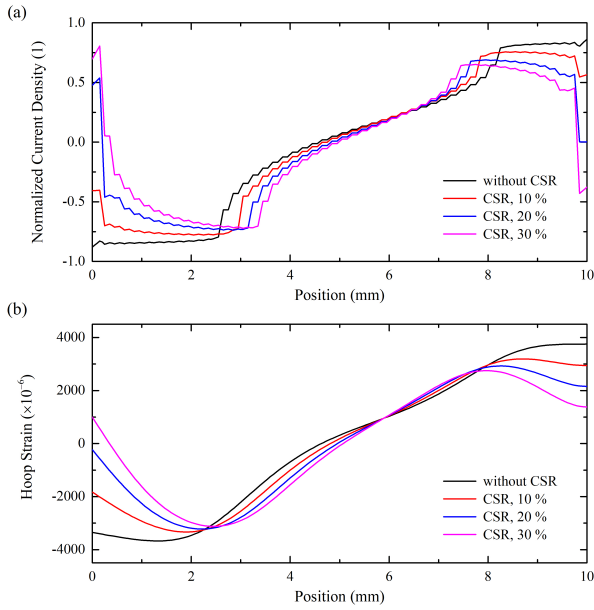 (a)
Normalized Current Density (1)
1.0
0.5
0.0
-0.5
-1.0
without CSR
CSR, 10 %
CSR, 20 %
CSR, 30 %
0
2
4
6
8
10
Position (mm)
(b)
Hoop Strain (×10⁻⁶)
4000
2000
0
-2000
-4000
without CSR
CSR, 10 %
CSR, 20 %
CSR, 30 %
0
2
4
6
8
10
Position (mm)